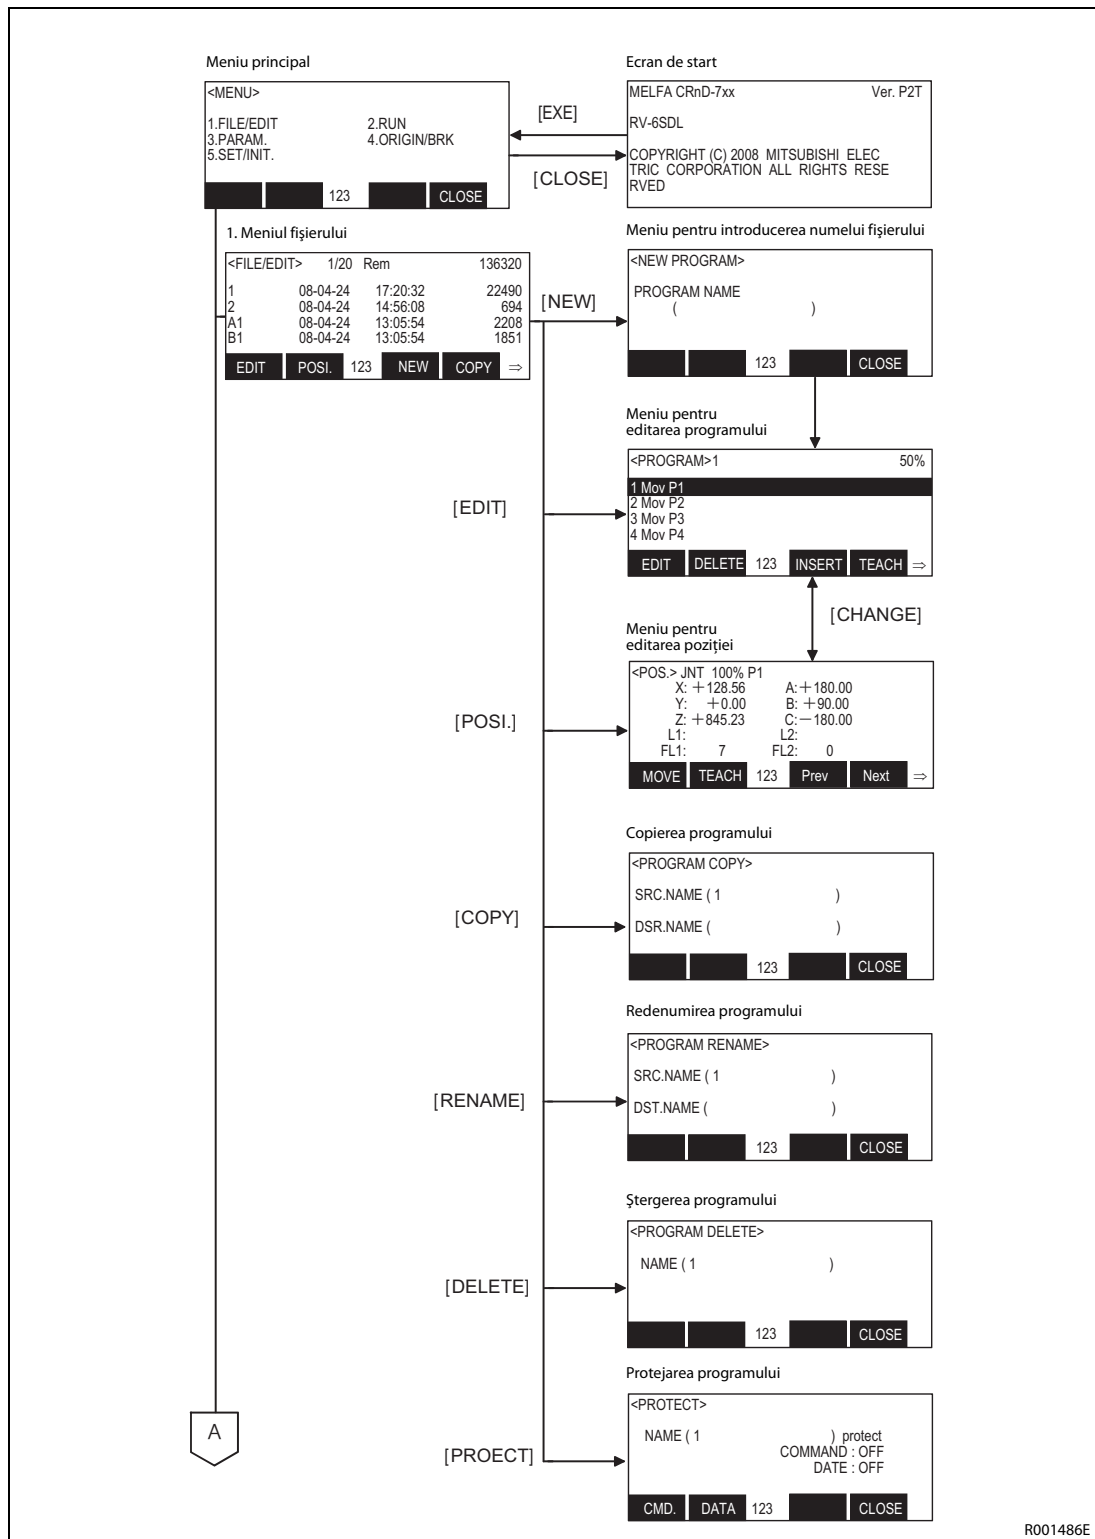 Meniu principal
<MENU>
1.FILE/EDIT 2.RUN
3.PARAM. 4.ORIGIN/BRK
5.SET/INIT.
123 CLOSE
[EXE]
[CLOSE]
Ecran de start
MELFA CRnD-7xx Ver. P2T
RV-6SDL
COPYRIGHT (C) 2008 MITSUBISHI ELEC
TRIC CORPORATION ALL RIGHTS RESE
RVED
1. Meniul fişierului
<FILE/EDIT> 1/20 Rem 136320
1 08-04-24 17:20:32 22490
2 08-04-24 14:56:08 694
A1 08-04-24 13:05:54 2208
B1 08-04-24 13:05:54 1851
EDIT POSI. 123 NEW COPY ⇒
[NEW]
Meniu pentru introducerea numelui fişierului
<NEW PROGRAM>
PROGRAM NAME
( )
123 CLOSE
Meniu pentru
editarea programului
[EDIT]
<PROGRAM>1 50%
1 Mov P1
2 Mov P2
3 Mov P3
4 Mov P4
EDIT DELETE 123 INSERT TEACH ⇒
[CHANGE]
Meniu pentru
editarea poziţiei
[POSI.]
<POS.> JNT 100% P1
X: +128.56 A:+180.00
Y: +0.00 B: +90.00
Z: +845.23 C:−180.00
L1: L2:
FL1: 7 FL2: 0
MOVE TEACH 123 Prev Next ⇒
Copierea programului
[COPY]
<PROGRAM COPY>
SRC.NAME ( 1 )
DSR.NAME ( )
123 CLOSE
Redenumirea programului
[RENAME]
<PROGRAM RENAME>
SRC.NAME ( 1 )
DST.NAME ( )
123 CLOSE
Ştergerea programului
[DELETE]
<PROGRAM DELETE>
NAME ( 1 )
123 CLOSE
Protejarea programului
[PROECT]
<PROTECT>
NAME ( 1 ) protect
COMMAND : OFF
DATE : OFF
CMD. DATA 123 CLOSE
A
R001486E